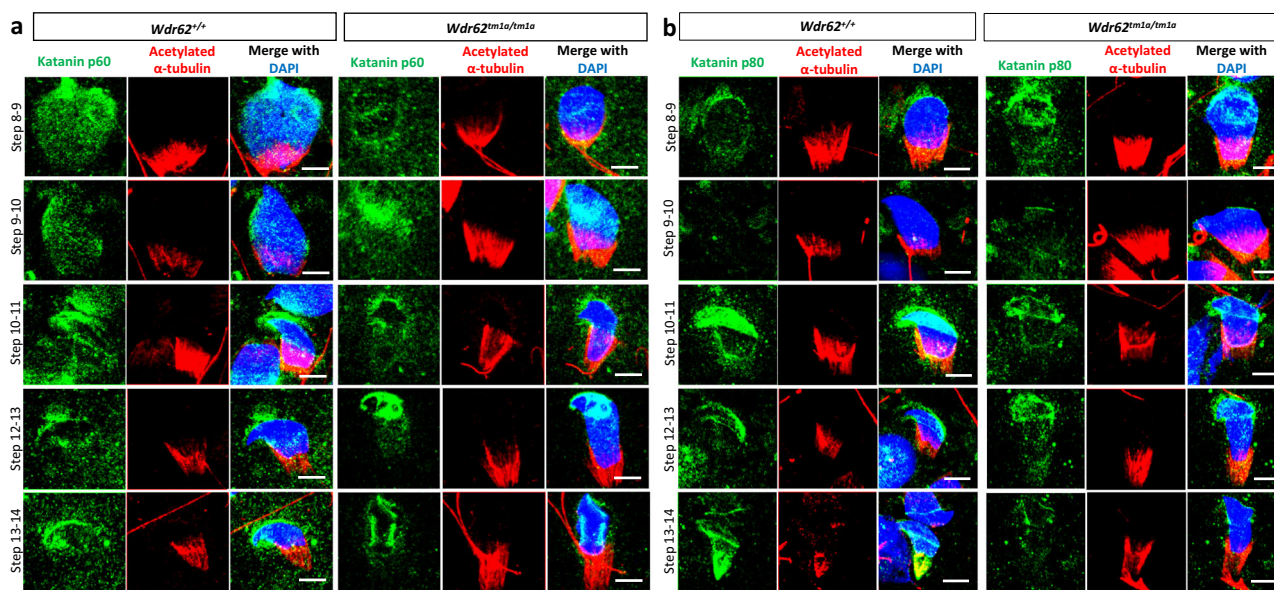 a
Wdr62+/+
Wdr62tm1a/tm1a
Katanin p60
Acetylated
α-tubulin
Merge with
DAPI
Katanin p60
Acetylated
α-tubulin
Merge with
DAPI
Step 8-9
Step 9-10
Step 10-11
Step 12-13
Step 13-14
b
Wdr62+/+
Wdr62tm1a/tm1a
Katanin p80
Acetylated
α-tubulin
Merge with
DAPI
Katanin p80
Acetylated
α-tubulin
Merge with
DAPI
Step 8-9
Step 9-10
Step 10-11
Step 12-13
Step 13-14